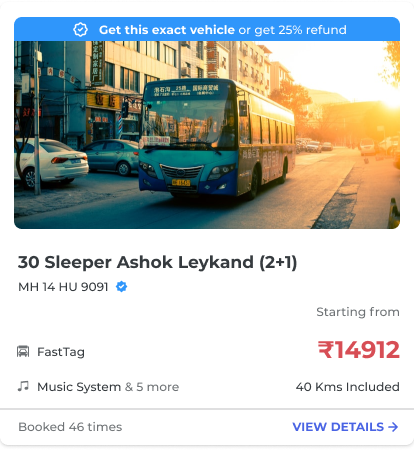 Get this exact vehicle or get 25% refund
30 Sleeper Ashok Leykand (2+1)
MH 14 HU 9091
Starting from
FastTag
₹14912
Music System & 5 more
40 Kms Included
Booked 46 times
VIEW DETAILS